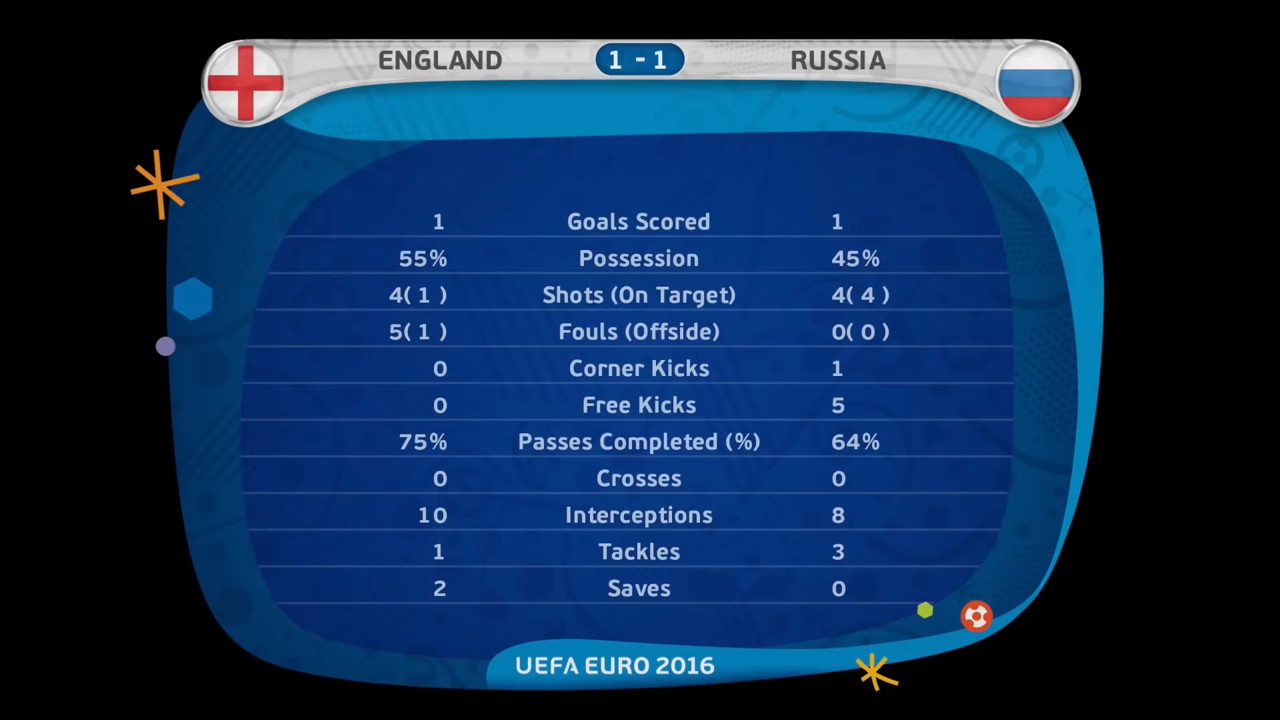 ENGLAND 1 - 1 RUSSIA
1 Goals Scored 1
55% Possession 45%
4( 1 ) Shots (On Target) 4( 4 )
5( 1 ) Fouls (Offside) 0( 0 )
0 Corner Kicks 1
0 Free Kicks 5
75% Passes Completed (%) 64%
0 Crosses 0
10 Interceptions 8
1 Tackles 3
2 Saves 0
UEFA EURO 2016